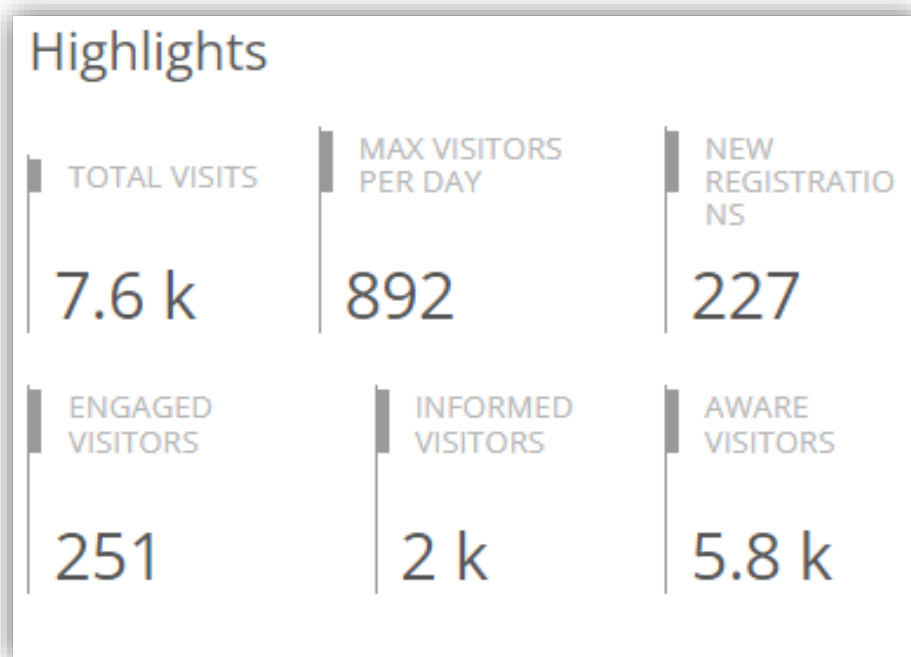 Highlights
TOTAL VISITS
7.6 k
MAX VISITORS
PER DAY
892
NEW
REGISTRATIO
NS
227
ENGAGED
VISITORS
251
INFORMED
VISITORS
2 k
AWARE
VISITORS
5.8 k